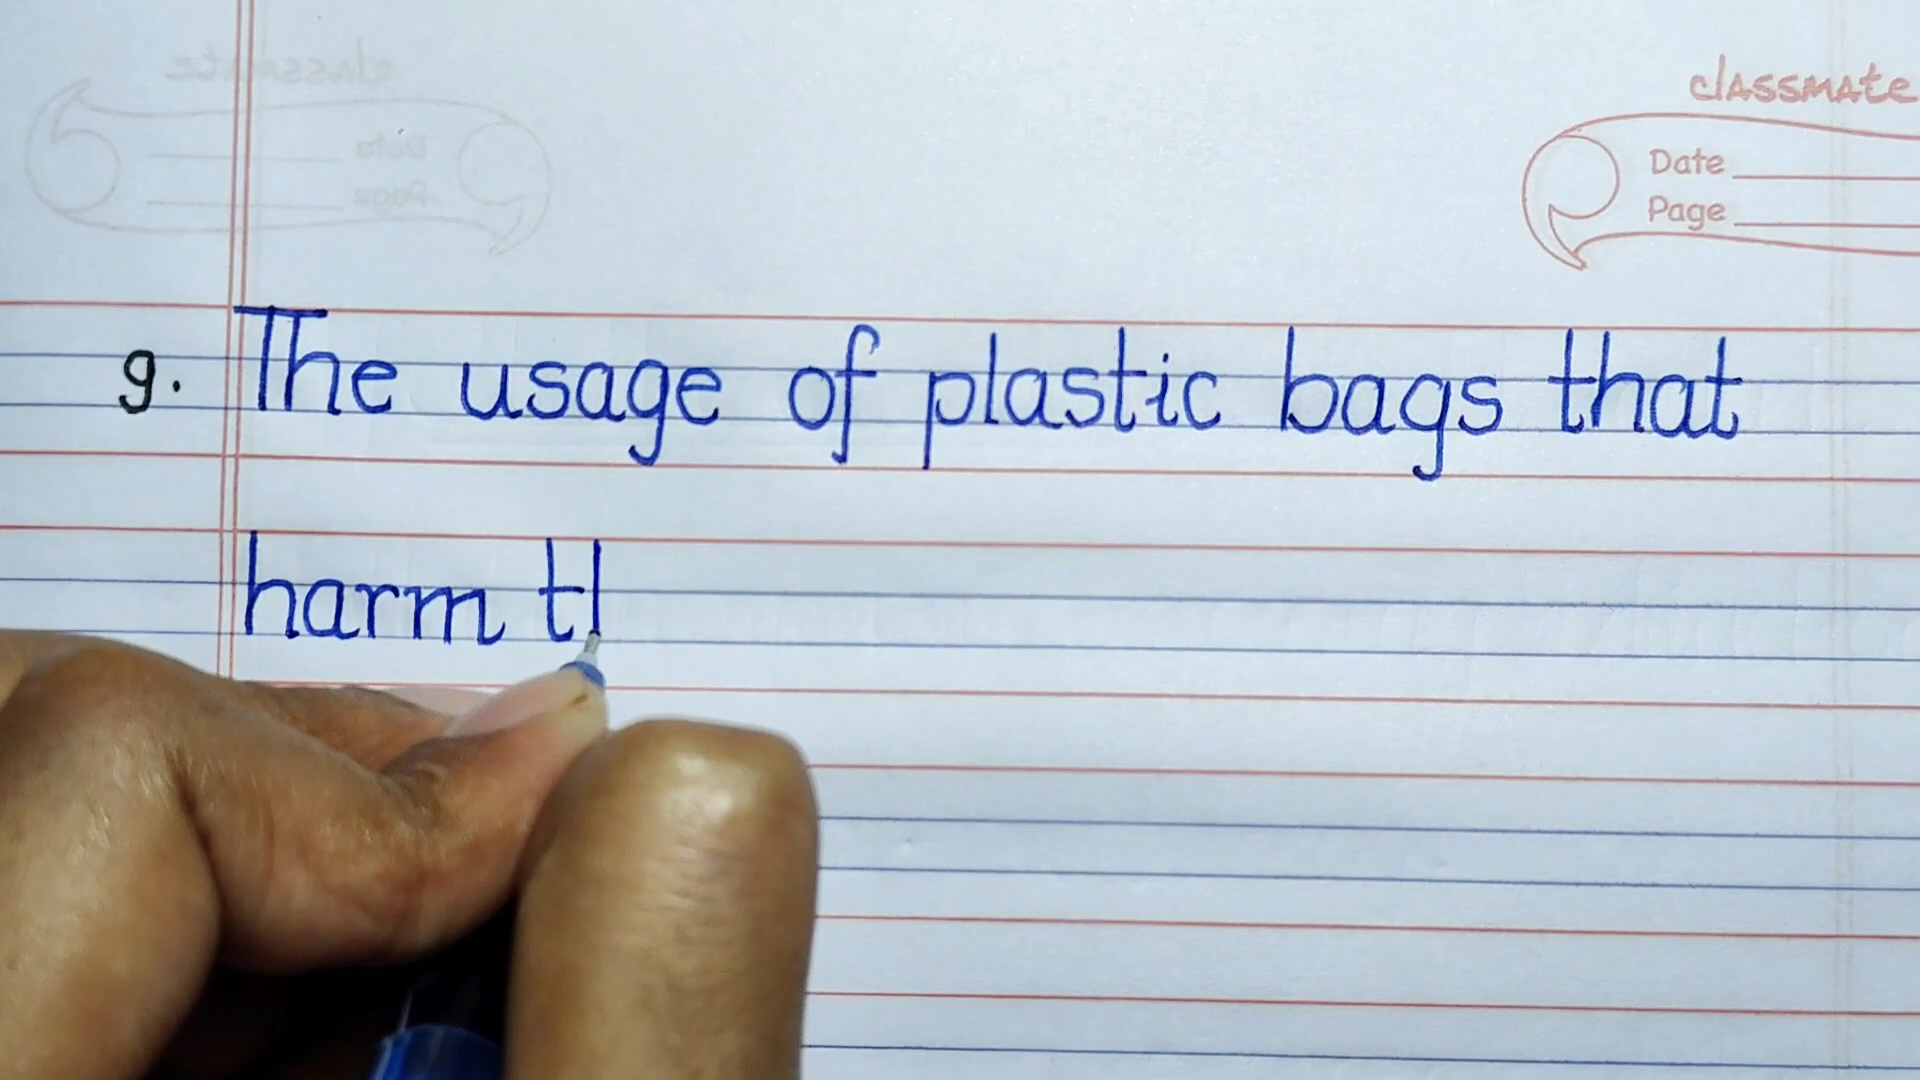 classmate
Date
Page
9. The usage of plastic bags that
harm t